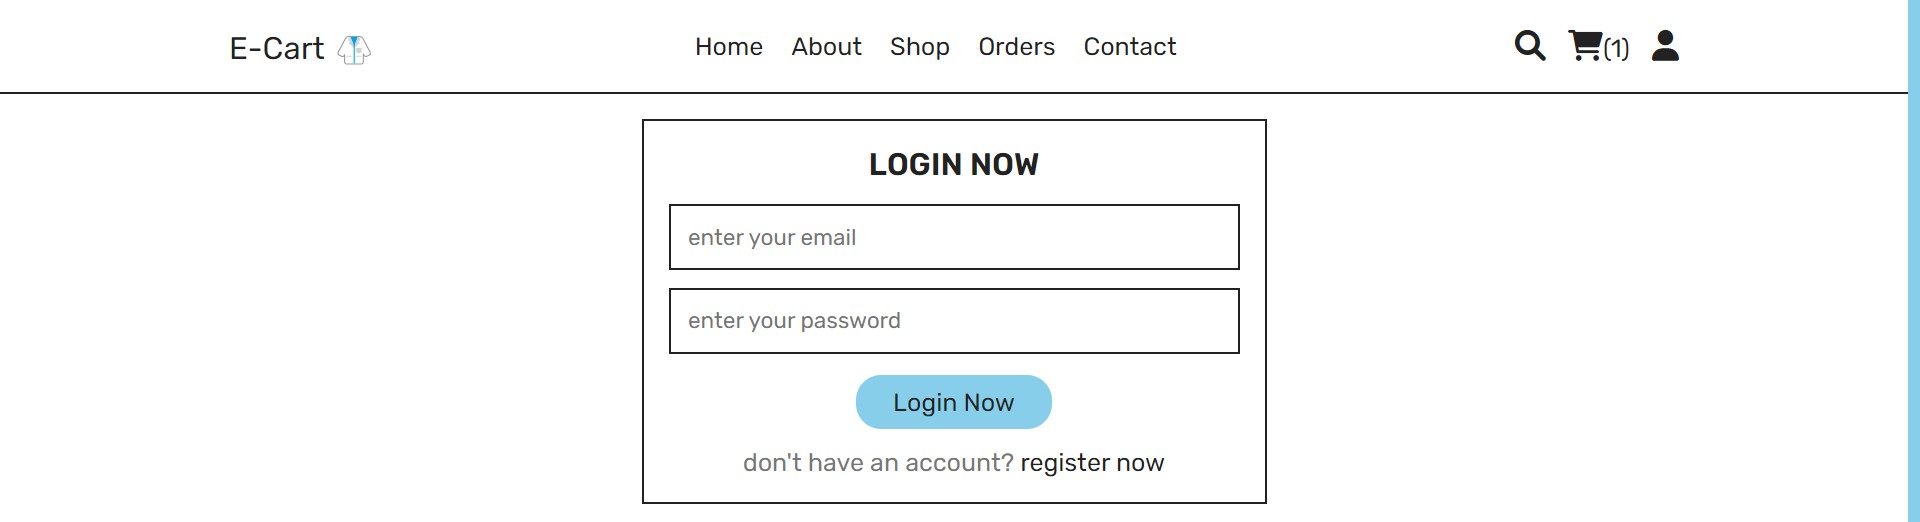 E-Cart
Home About Shop Orders Contact
(1)
LOGIN NOW
enter your email
enter your password
Login Now
don't have an account? register now